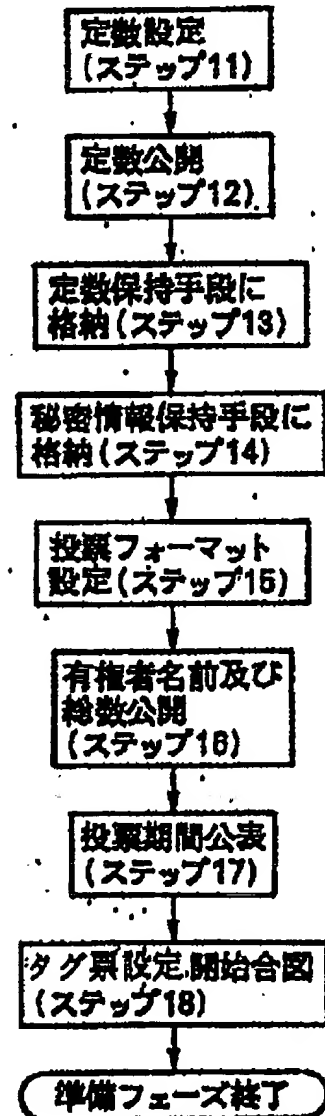 定数設定
(ステップ11)
定数公開
(ステップ12)
定数保持手段に
格納(ステップ13)
秘密情報保持手段に
格納(ステップ14)
投票フォーマット
設定(ステップ15)
有権者名前及び
総数公開
(ステップ16)
投票期間公表
(ステップ17)
タグ票設定開始合図
(ステップ18)
準備フェーズ終了